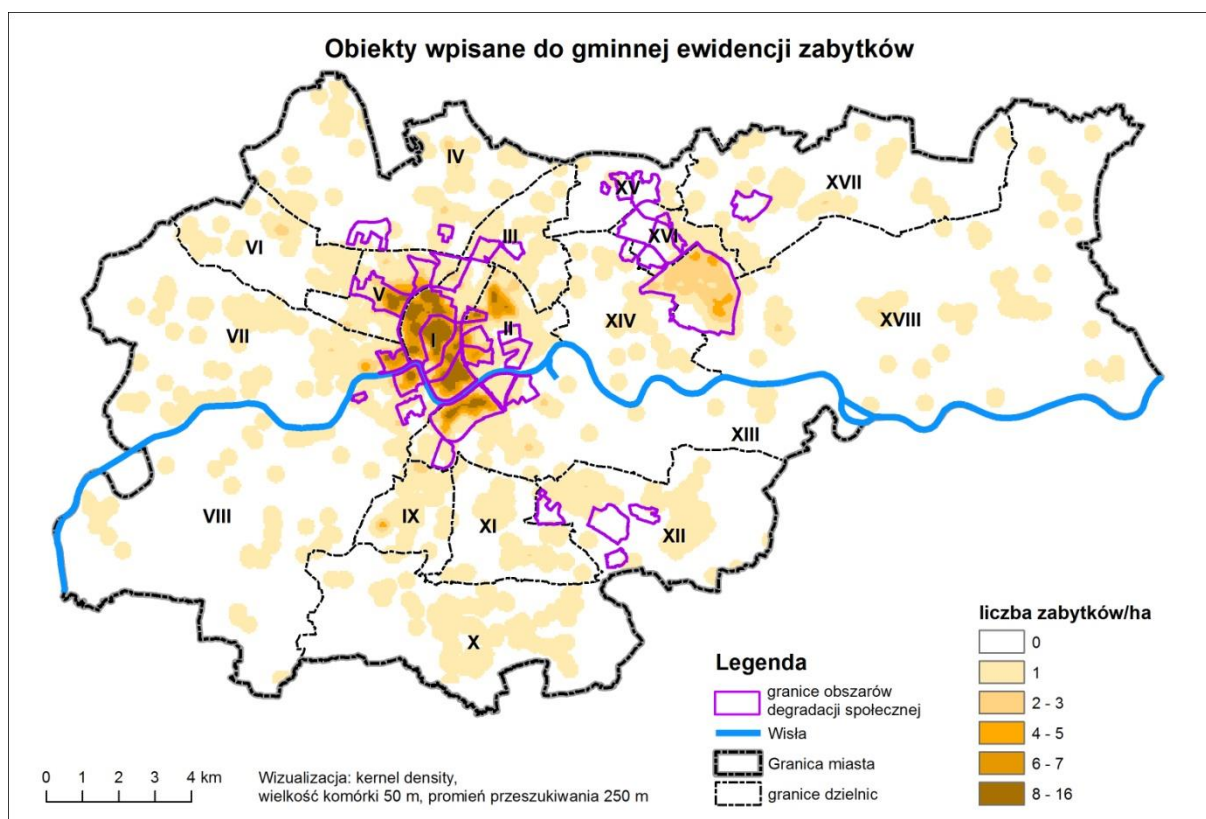 Obiekty wpisane do gminnej ewidencji zabytków
IV
XVII
XV
III
XVI
VI
V
II
XIV
XVIII
VII
I
XIII
VIII
IX
XI
XII
X
Legenda
granice obszarów
degradacji społecznej
Wisła
Granica miasta
granice dzielnic
liczba zabytków/ha
0
1
2 - 3
4 - 5
6 - 7
8 - 16
0 1 2 3 4 km
Wizualizacja: kernel density,
wielkość komórki 50 m, promień przeszukiwania 250 m